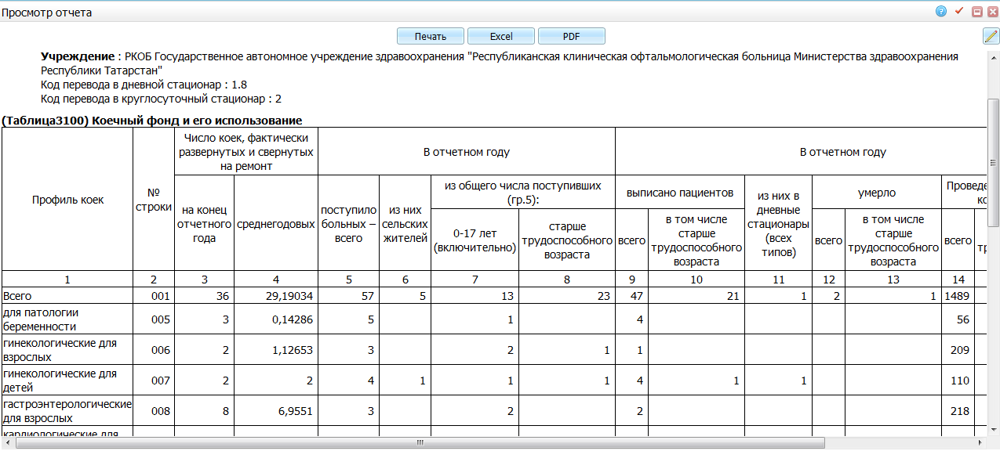 Просмотр отчета
Печать
Excel
PDF
Учреждение : РКОБ Государственное автономное учреждение здравоохранения "Республиканская клиническая офтальмологическая больница Министерства здравоохранения
Республики Татарстан"
Код перевода в дневной стационар : 1.8
Код перевода в круглосуточный стационар : 2
(Таблица3100) Коечный фонд и его использование
Профиль коек
№
строки
Число коек, фактически
развернутых и свернутых
на ремонт
В отчетном году
В отчетном году
на конец
отчетного
года
среднегодовых
поступило
больных –
всего
из них
сельских
жителей
из общего числа поступивших
(гр.5):
0-17 лет
(включительно)
старше
трудоспособного
возраста
выписано пациентов
всего
в том числе
старше
трудоспособного
возраста
из них в
дневные
стационары
(всех
типов)
умерло
всего
в том числе
старше
трудоспособного
возраста
Проведе
ко
всего
тр
1 2 3 4 5 6 7 8 9 10 11 12 13 14
Всего 001 36 29,19034 57 5 13 23 47 21 1 2 1 1489
для патологии
беременности 005 3 0,14286 5 1 4 56
гинекологические для
взрослых 006 2 1,12653 3 2 1 1 209
гинекологические для
детей 007 2 2 4 1 1 1 4 1 1 110
гастроэнтерологические
для взрослых 008 8 6,9551 3 2 2 218
кардиологические для